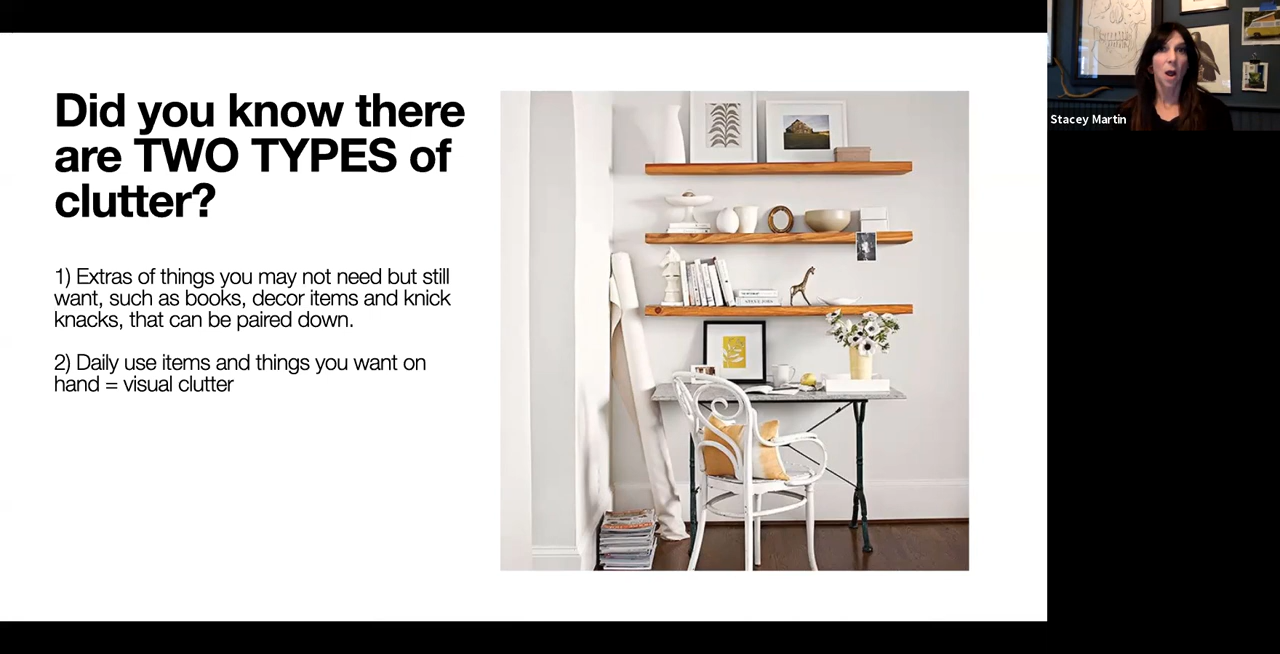 Did you know there
are TWO TYPES of
clutter?
1) Extras of things you may not need but still
want, such as books, decor items and knick
knacks, that can be paired down.
2) Daily use items and things you want on
hand = visual clutter
Stacey Martin